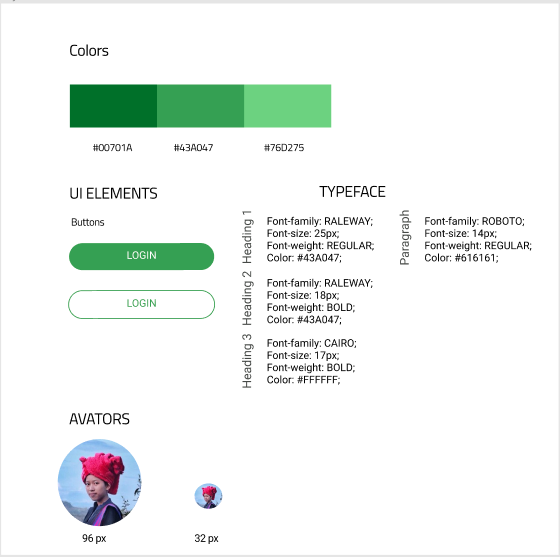 Colors
#00701A
#43A047
#76D275
UI ELEMENTS
Buttons
LOGIN
LOGIN
TYPEFACE
Heading 1
Font-family: RALEWAY;
Font-size: 25px;
Font-weight: REGULAR;
Color: #43A047;
Heading 2
Font-family: RALEWAY;
Font-size: 18px;
Font-weight: BOLD;
Color: #43A047;
Heading 3
Font-family: CAIRO;
Font-size: 17px;
Font-weight: BOLD;
Color: #FFFFFF;
Paragraph
Font-family: ROBOTO;
Font-size: 14px;
Font-weight: REGULAR;
Color: #616161;
AVATORS
96 px
32 px